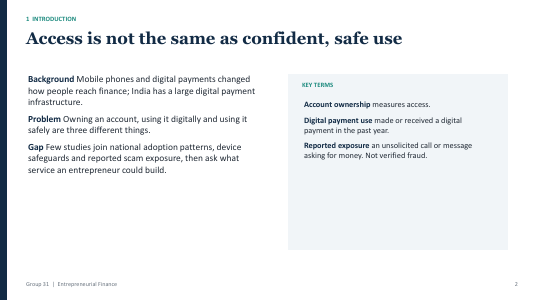 1 INTRODUCTION
Access is not the same as confident, safe use
Background Mobile phones and digital payments changed
how people reach finance; India has a large digital payment
infrastructure.
Problem Owning an account, using it digitally and using it
safely are three different things.
Gap Few studies join national adoption patterns, device
safeguards and reported scam exposure, then ask what
service an entrepreneur could build.
KEY TERMS
Account ownership measures access.
Digital payment use made or received a digital
payment in the past year.
Reported exposure an unsolicited call or message
asking for money. Not verified fraud.
Group 31 | Entrepreneurial Finance
2